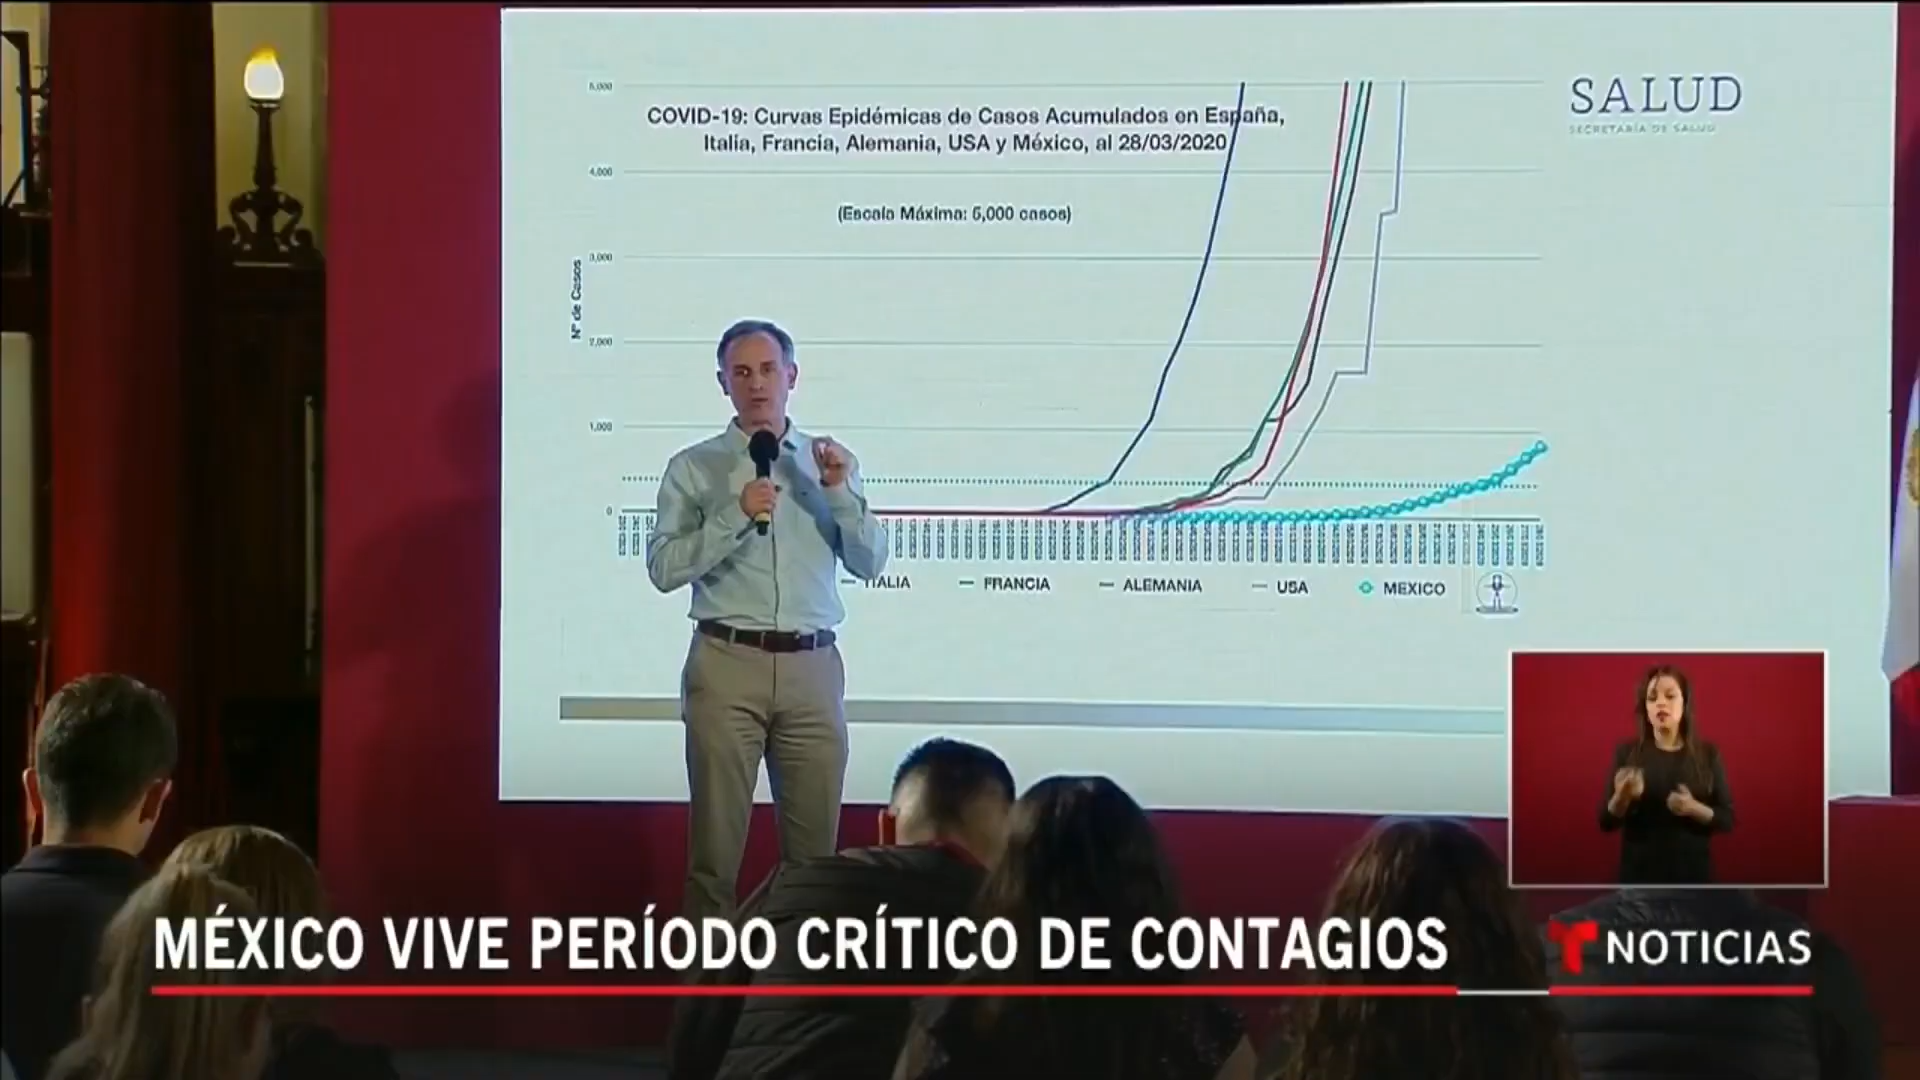 5,000
COVID-19: Curvas Epidémicas de Casos Acumulados en España,
Italia, Francia, Alemania, USA y México, al 28/03/2020
SALUD
SECRETARÍA DE SALUD
4,000
(Escala Máxima: 5,000 casos)
3,000
N° de Casos
2,000
1,000
0
ITALIA
FRANCIA
ALEMANIA
USA
MEXICO
MÉXICO VIVE PERÍODO CRÍTICO DE CONTAGIOS
NOTICIAS